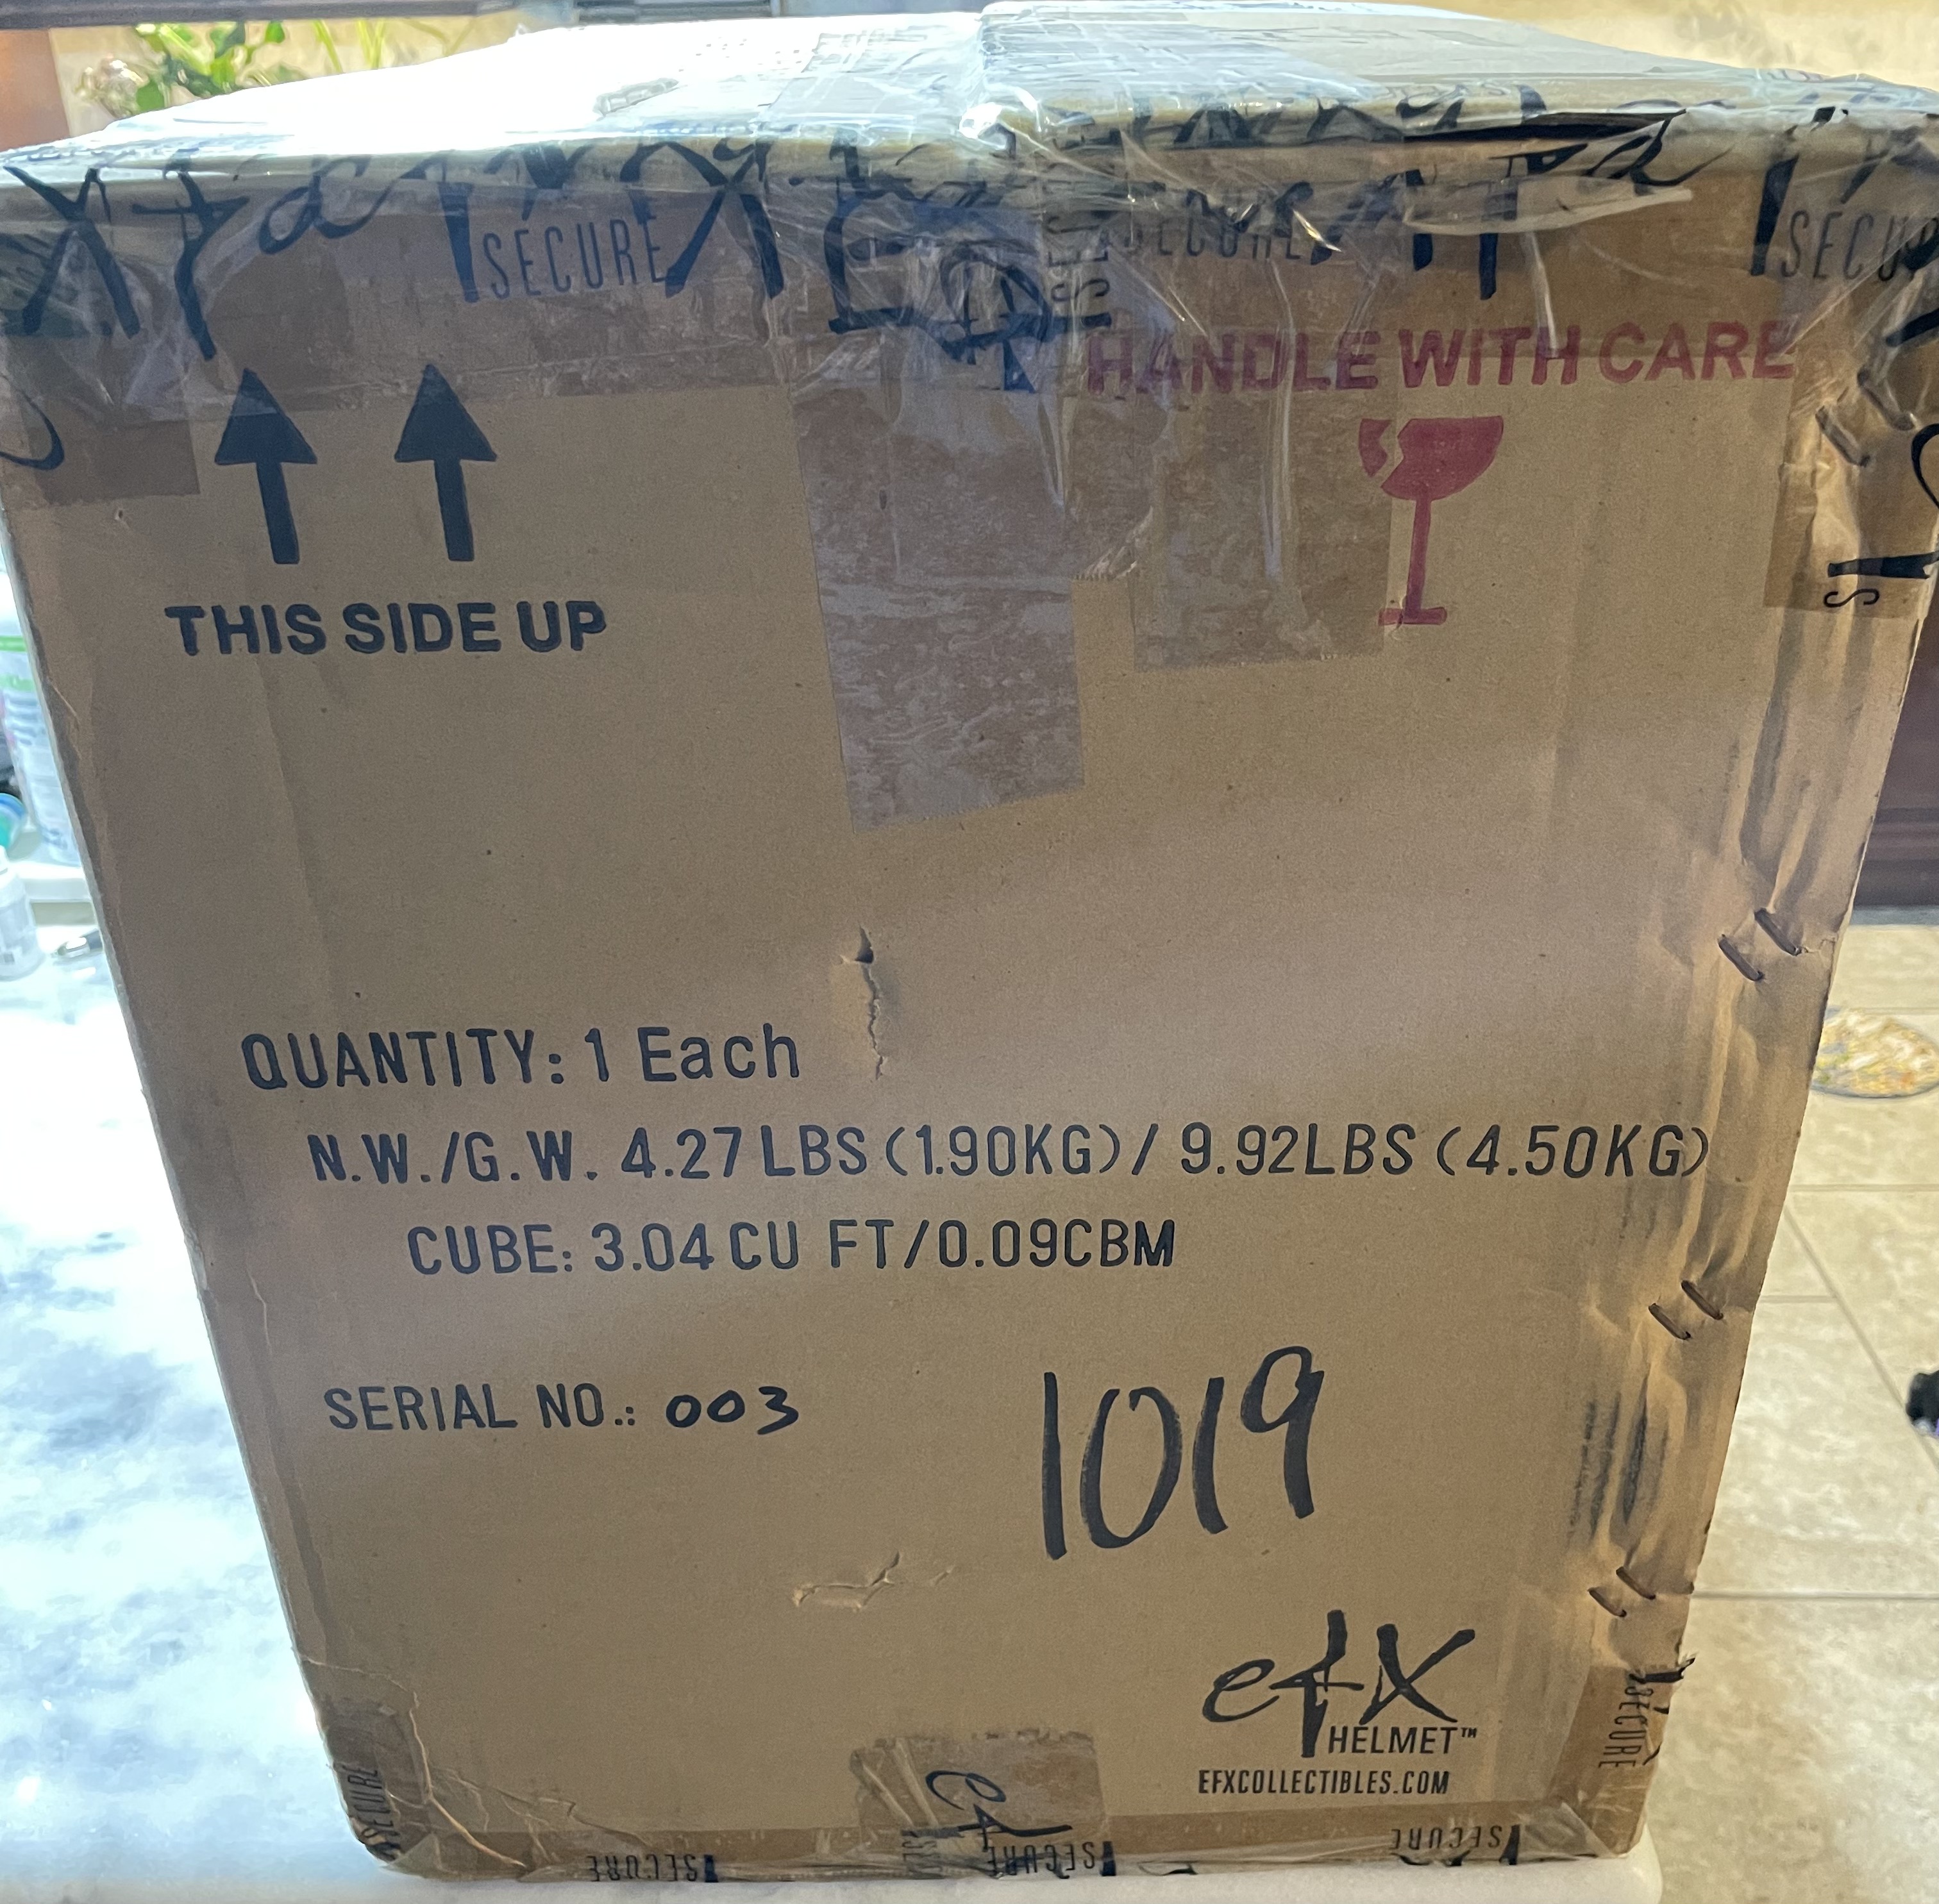 SECURE
SECURE
SECU
HANDLE WITH CARE
THIS SIDE UP
QUANTITY: 1 Each
N.W./G.W. 4.27 LBS (1.90KG) / 9.92LBS (4.50KG)
CUBE: 3.04 CU FT/0.09CBM
SERIAL NO.: 003
1019
efx
HELMET™
EFXCOLLECTIBLES.COM
SECURE
SECURE
SECURE
SECURE
SECURE